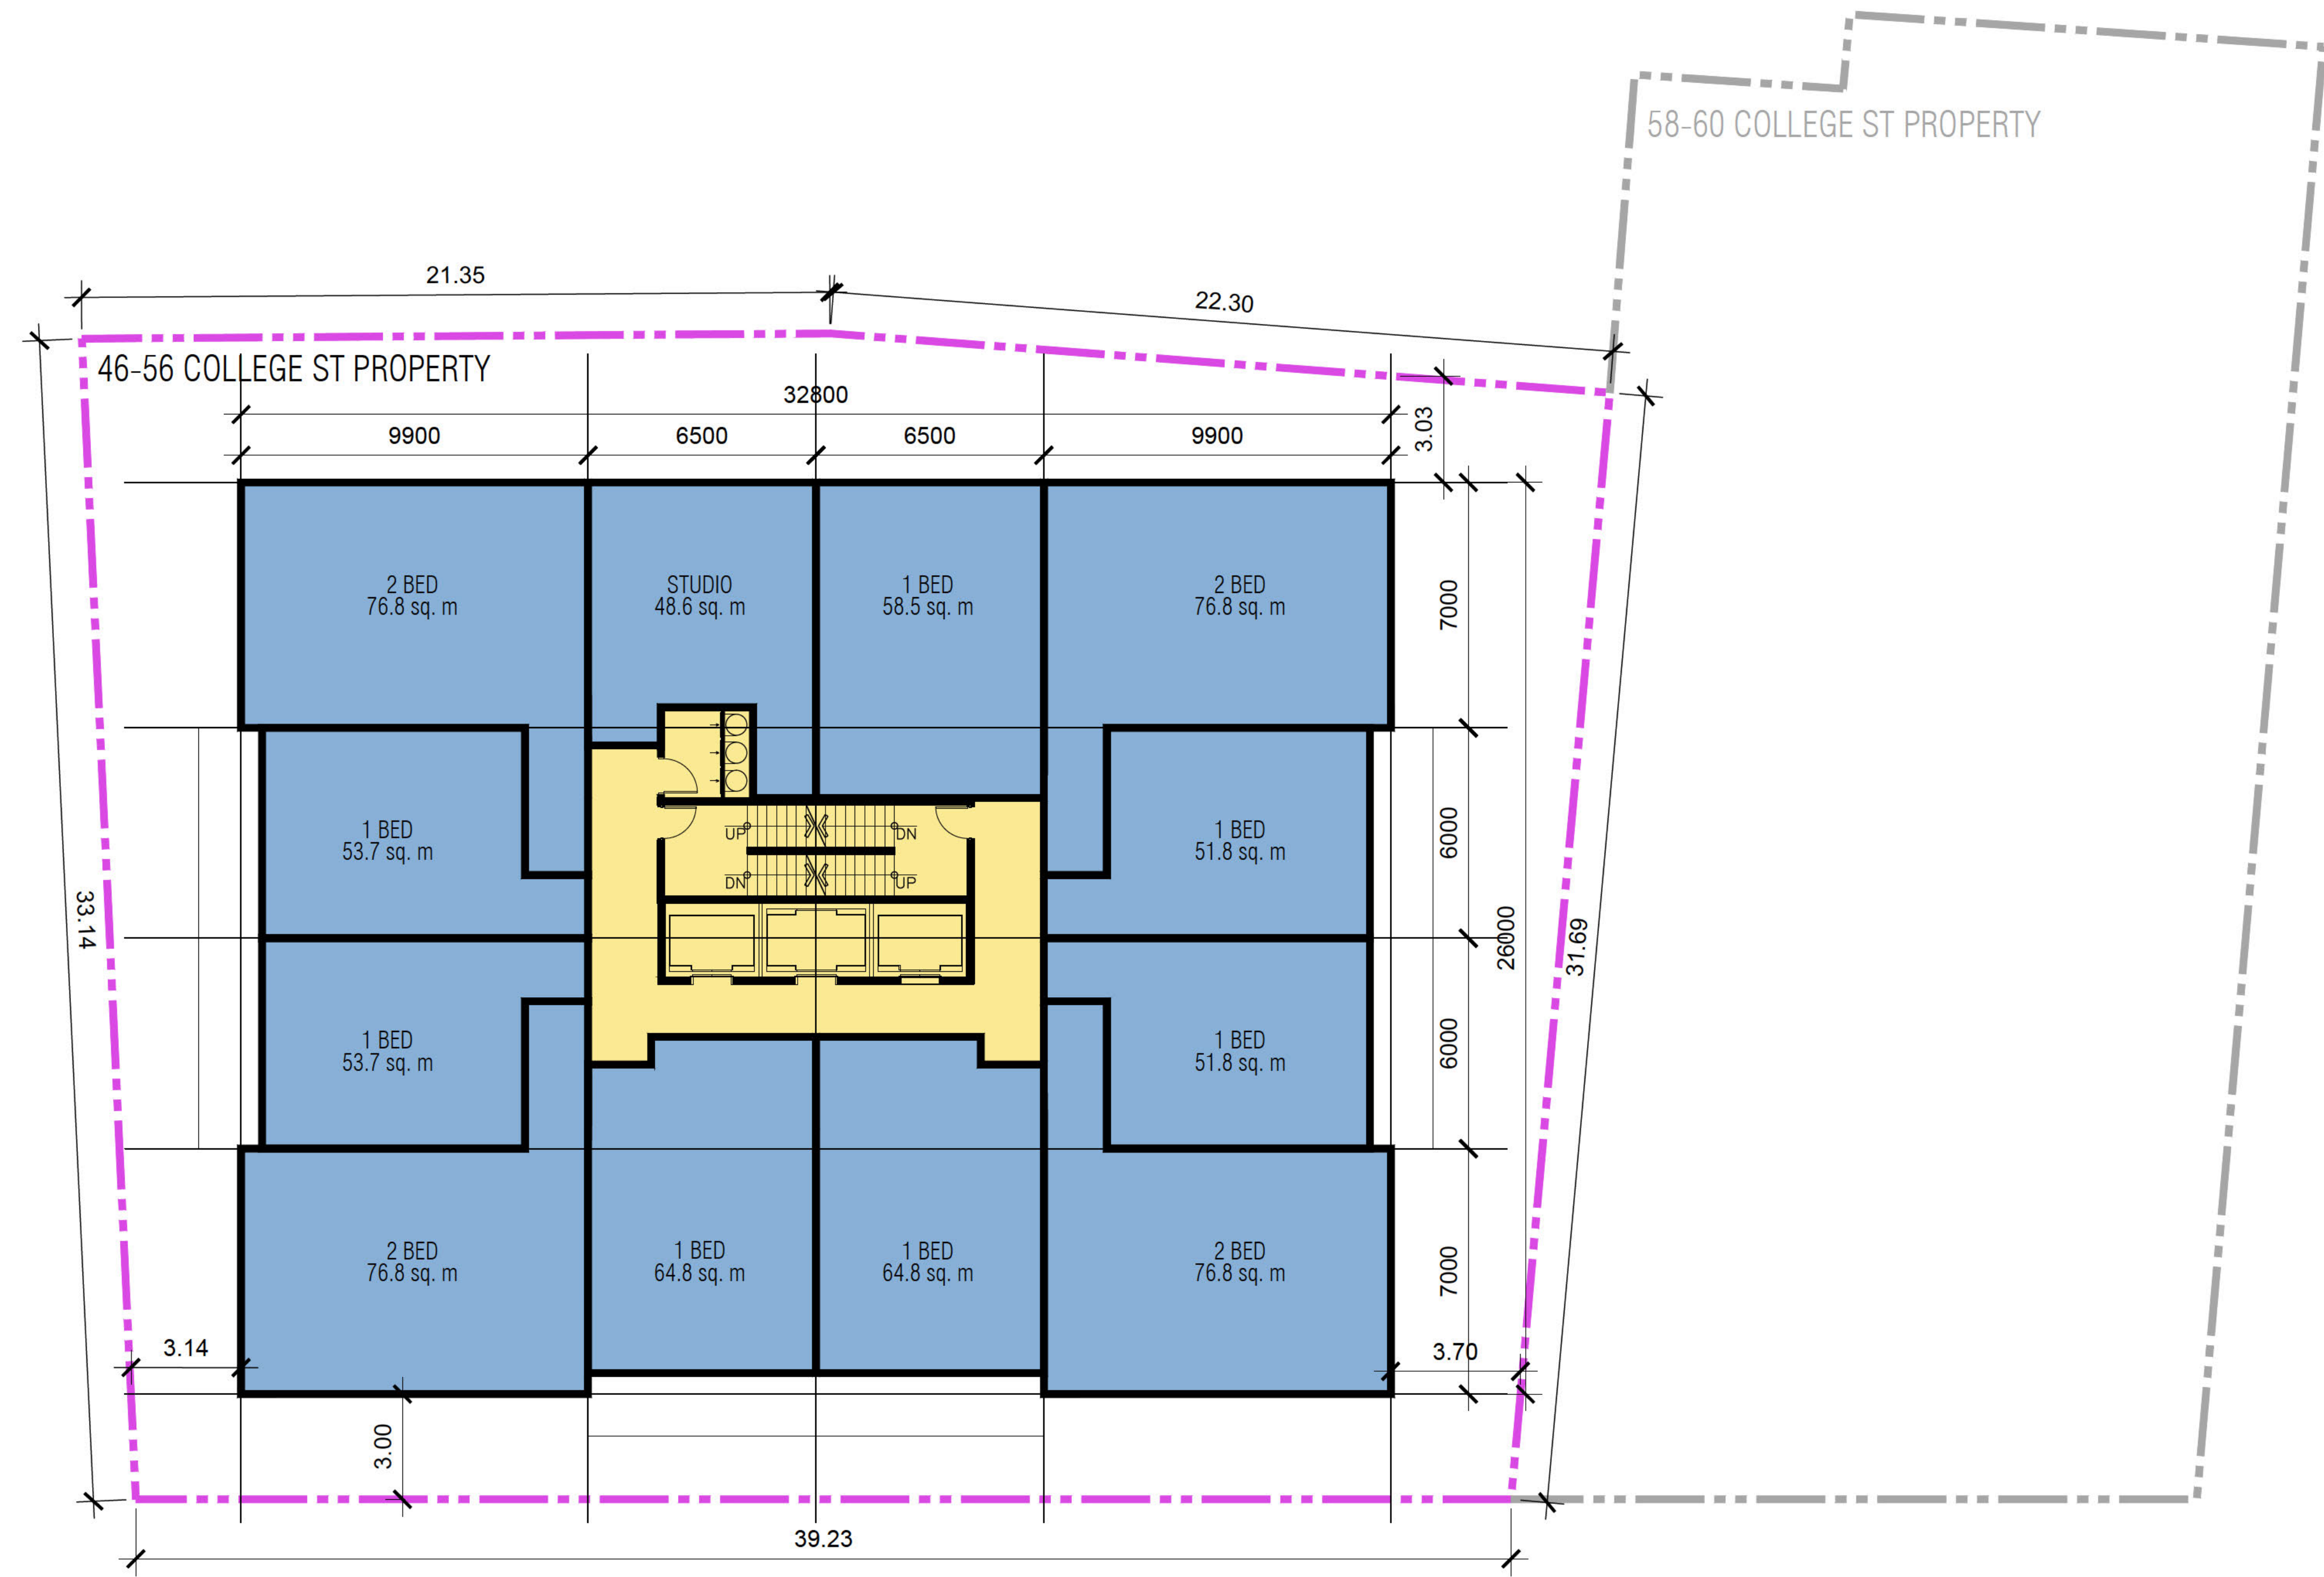 58-60 COLLEGE ST PROPERTY
21.35
22.30
46-56 COLLEGE ST PROPERTY
32800
3.03
9900
6500
6500
9900
2 BED
76.8 sq. m
STUDIO
48.6 sq. m
1 BED
58.5 sq. m
2 BED
76.8 sq. m
7000
1 BED
53.7 sq. m
UP
DN
DN
UP
1 BED
51.8 sq. m
6000
33.14
26000
31.69
1 BED
53.7 sq. m
1 BED
51.8 sq. m
6000
2 BED
76.8 sq. m
1 BED
64.8 sq. m
1 BED
64.8 sq. m
2 BED
76.8 sq. m
7000
3.14
3.70
3.00
39.23